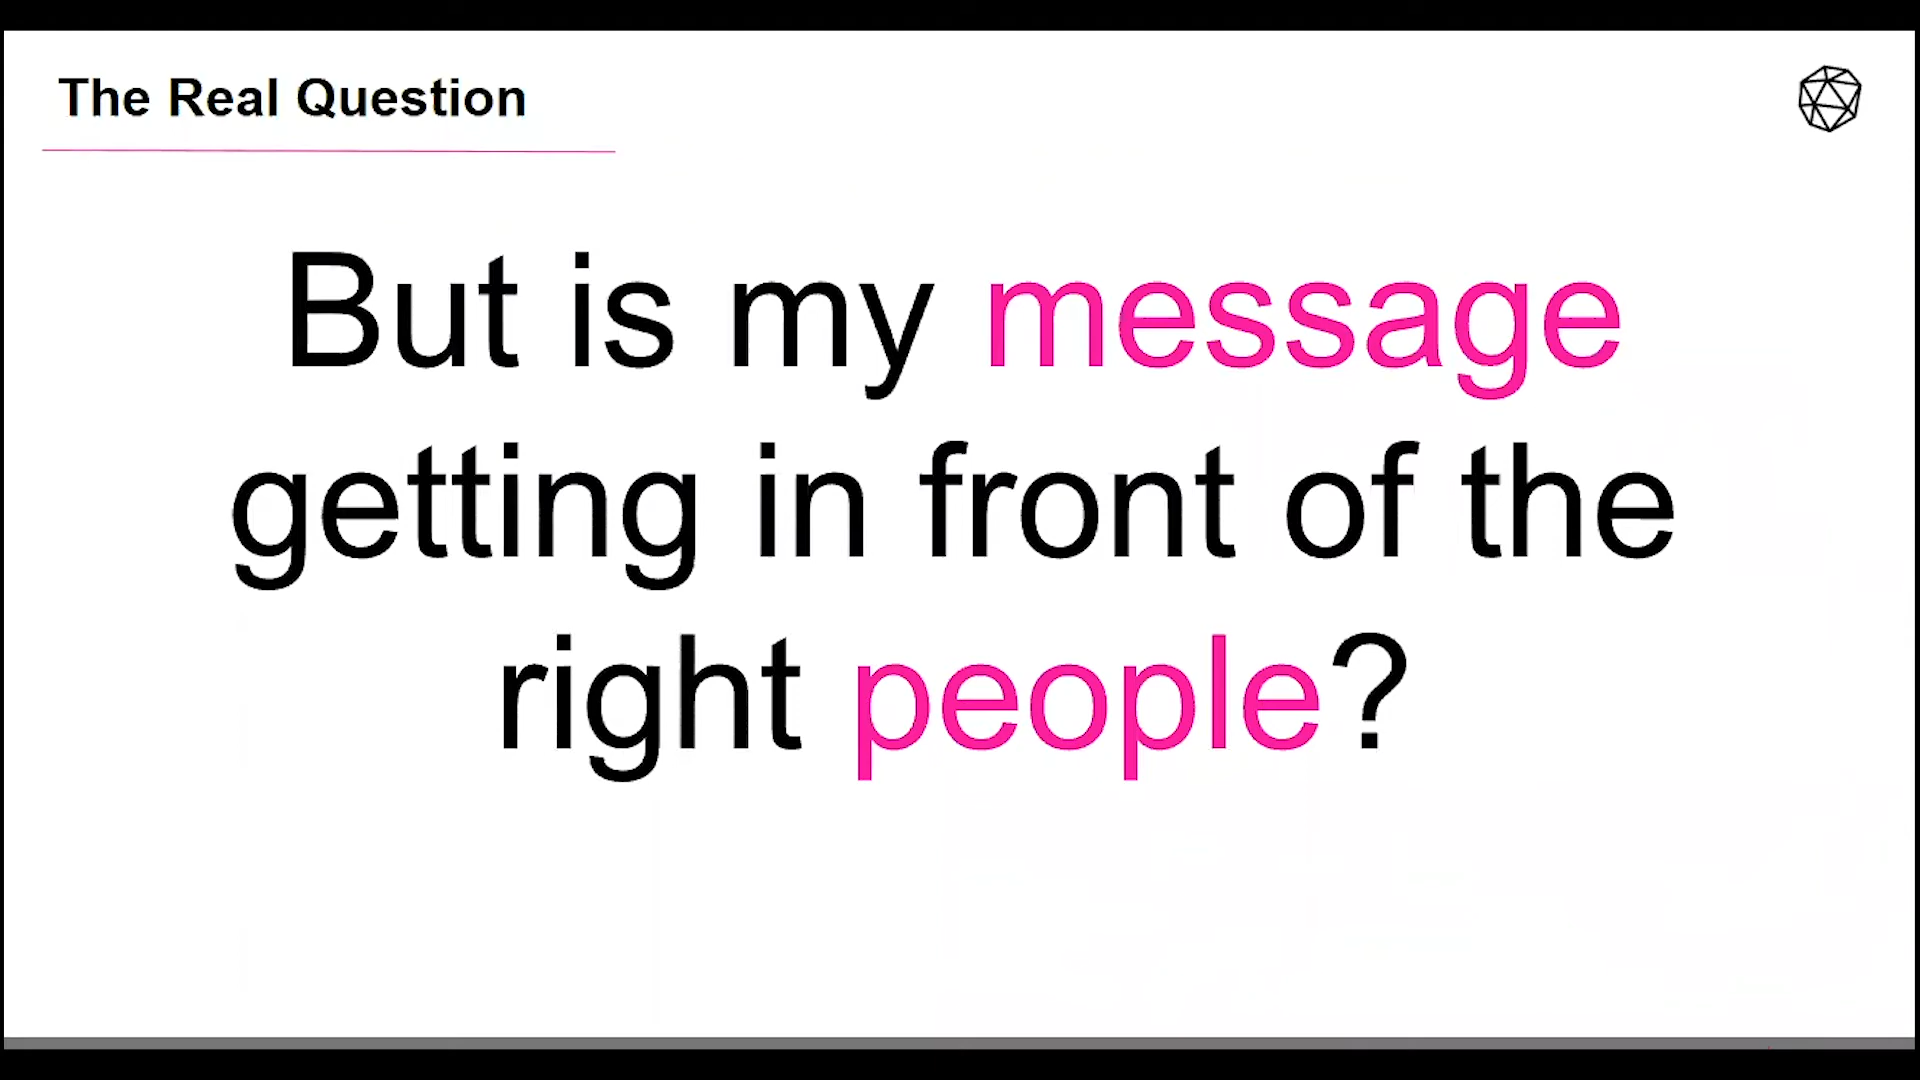 The Real Question
But is my message
getting in front of the
right people?